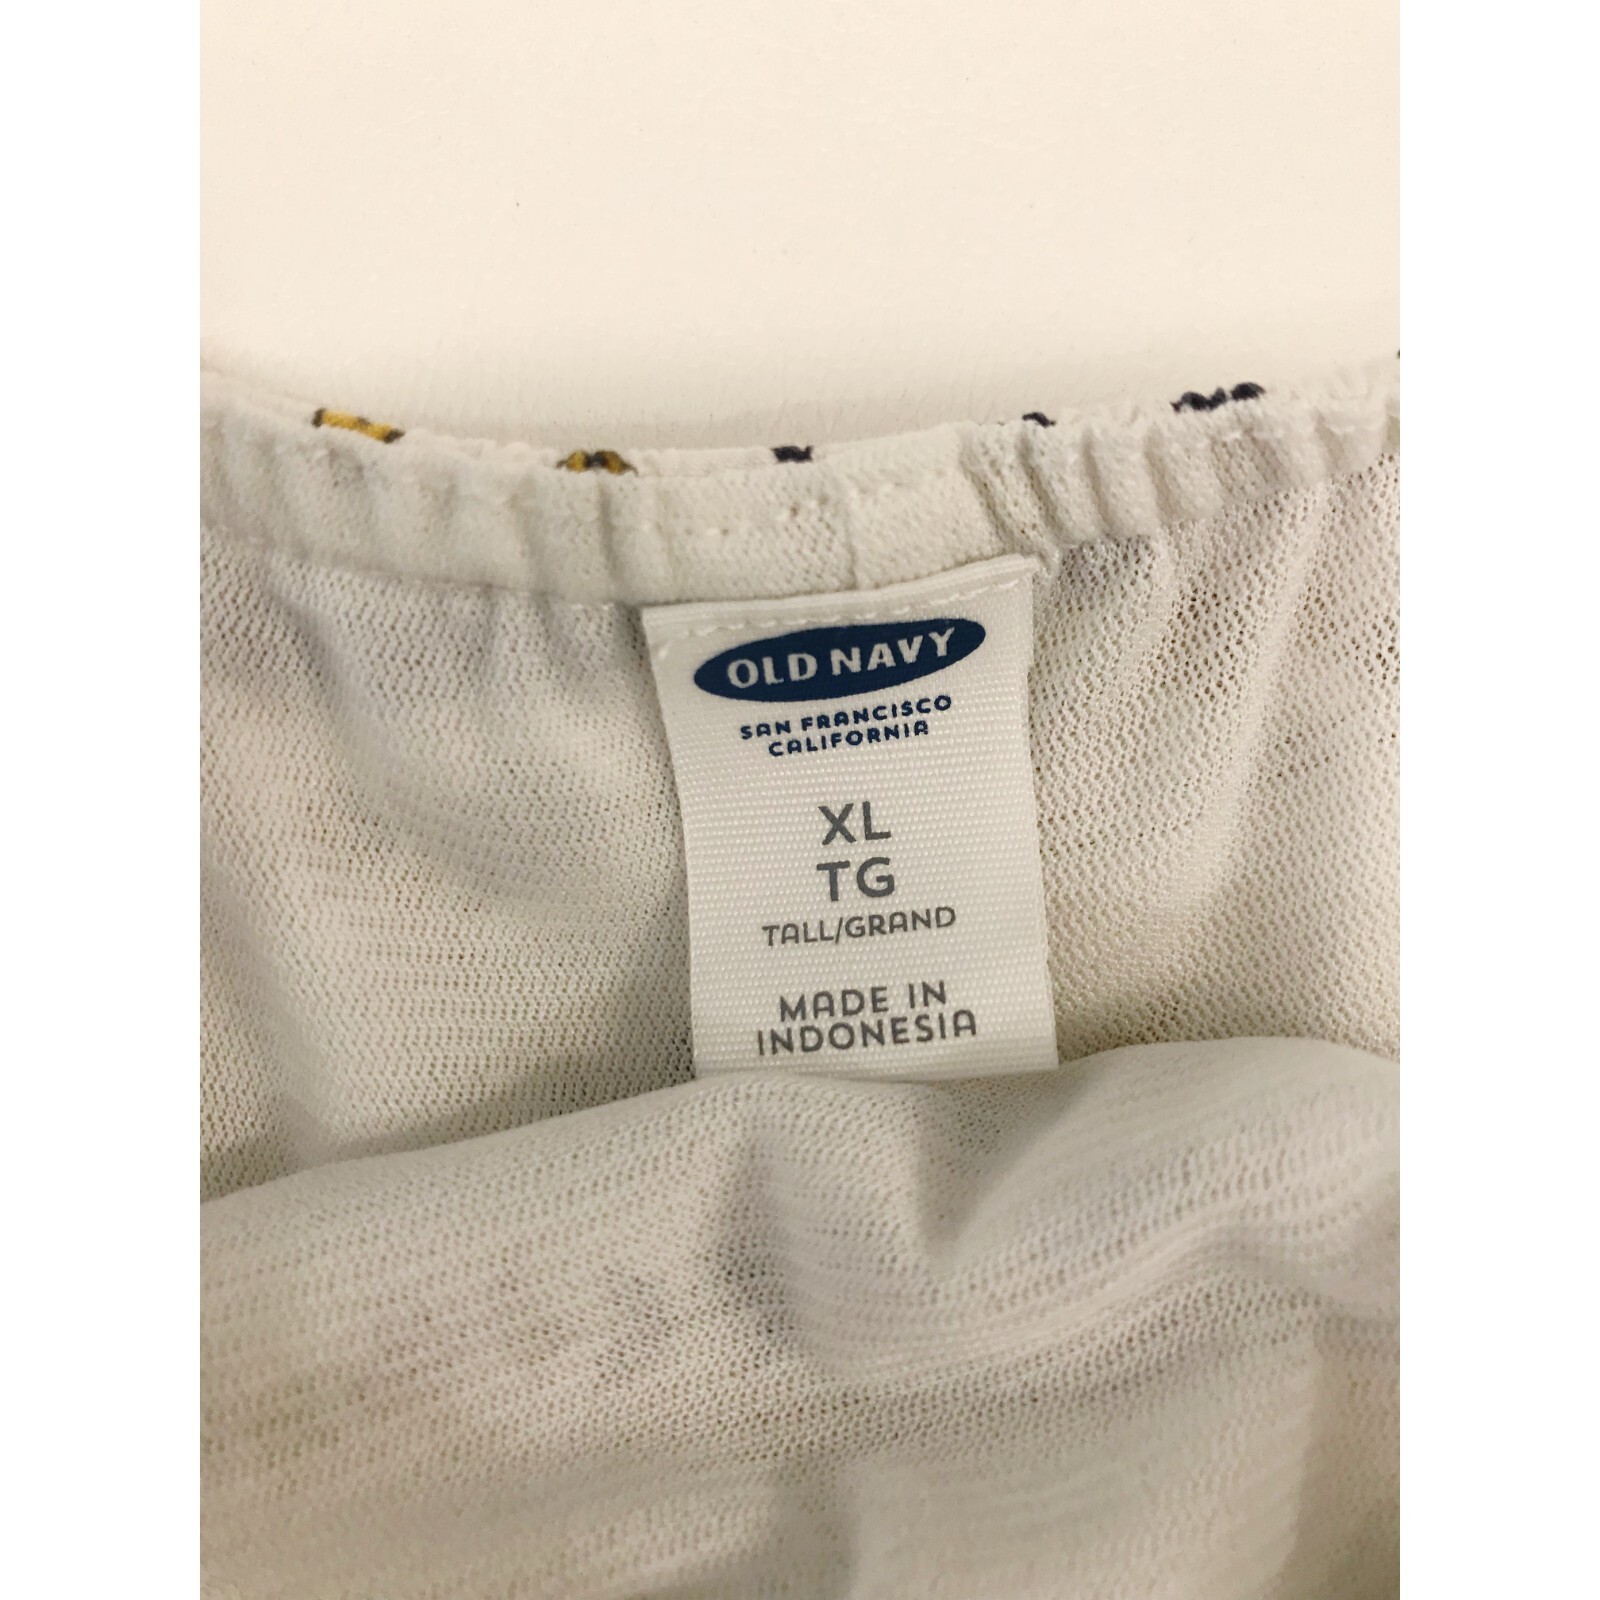 OLD NAVY
SAN FRANCISCO
CALIFORNIA
XL
TG
TALL/GRAND
MADE IN
INDONESIA